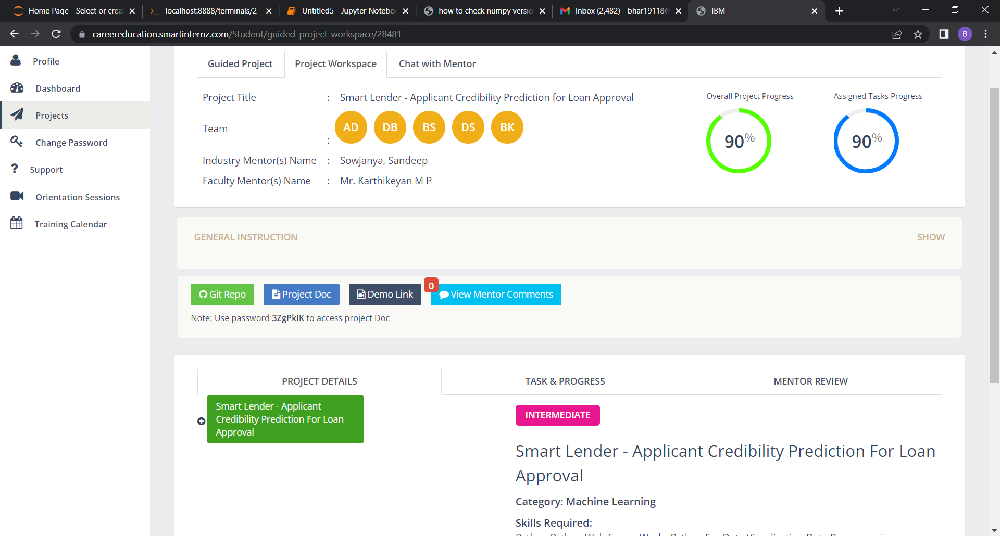 Home Page - Select or crea
localhost:8888/terminals/2
Untitled5 - Jupyter Notebo
how to check numpy versio
Inbox (2,482) - bhar19118@
IBM
careereducation.smartinternz.com/Student/guided_project_workspace/28481
B
Profile
Dashboard
Projects
Change Password
Support
Orientation Sessions
Training Calendar
Guided Project
Project Workspace
Chat with Mentor
Project Title : Smart Lender - Applicant Credibility Prediction for Loan Approval
Team : AD DB BS DS BK
Industry Mentor(s) Name : Sowjanya, Sandeep
Faculty Mentor(s) Name : Mr. Karthikeyan M P
Overall Project Progress
90%
Assigned Tasks Progress
90%
GENERAL INSTRUCTION
SHOW
Git Repo
Project Doc
Demo Link
0
View Mentor Comments
Note: Use password 3ZgPkiK to access project Doc
PROJECT DETAILS
TASK & PROGRESS
MENTOR REVIEW
Smart Lender - Applicant
Credibility Prediction For Loan
Approval
INTERMEDIATE
Smart Lender - Applicant Credibility Prediction For Loan
Approval
Category: Machine Learning
Skills Required: